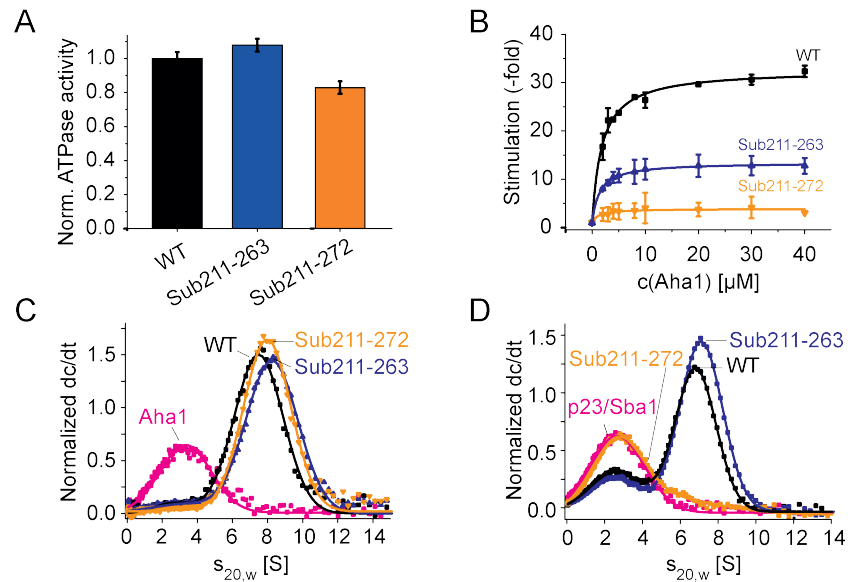 A
Norm. ATPase activity
1.0
0.8
0.6
0.4
0.2
0.0
WT
Sub211-263
Sub211-272
B
Stimulation (-fold)
40
30
20
10
0
WT
Sub211-263
Sub211-272
0 10 20 30 40
c(Aha1) [µM]
C
Normalized dc/dt
1.5
1.0
0.5
0.0
WT
Sub211-272
Sub211-263
Aha1
0 2 4 6 8 10 12 14
s20,w [S]
D
Normalized dc/dt
1.5
1.0
0.5
0.0
Sub211-263
Sub211-272
WT
p23/Sba1
0 2 4 6 8 10 12 14
s20,w [S]